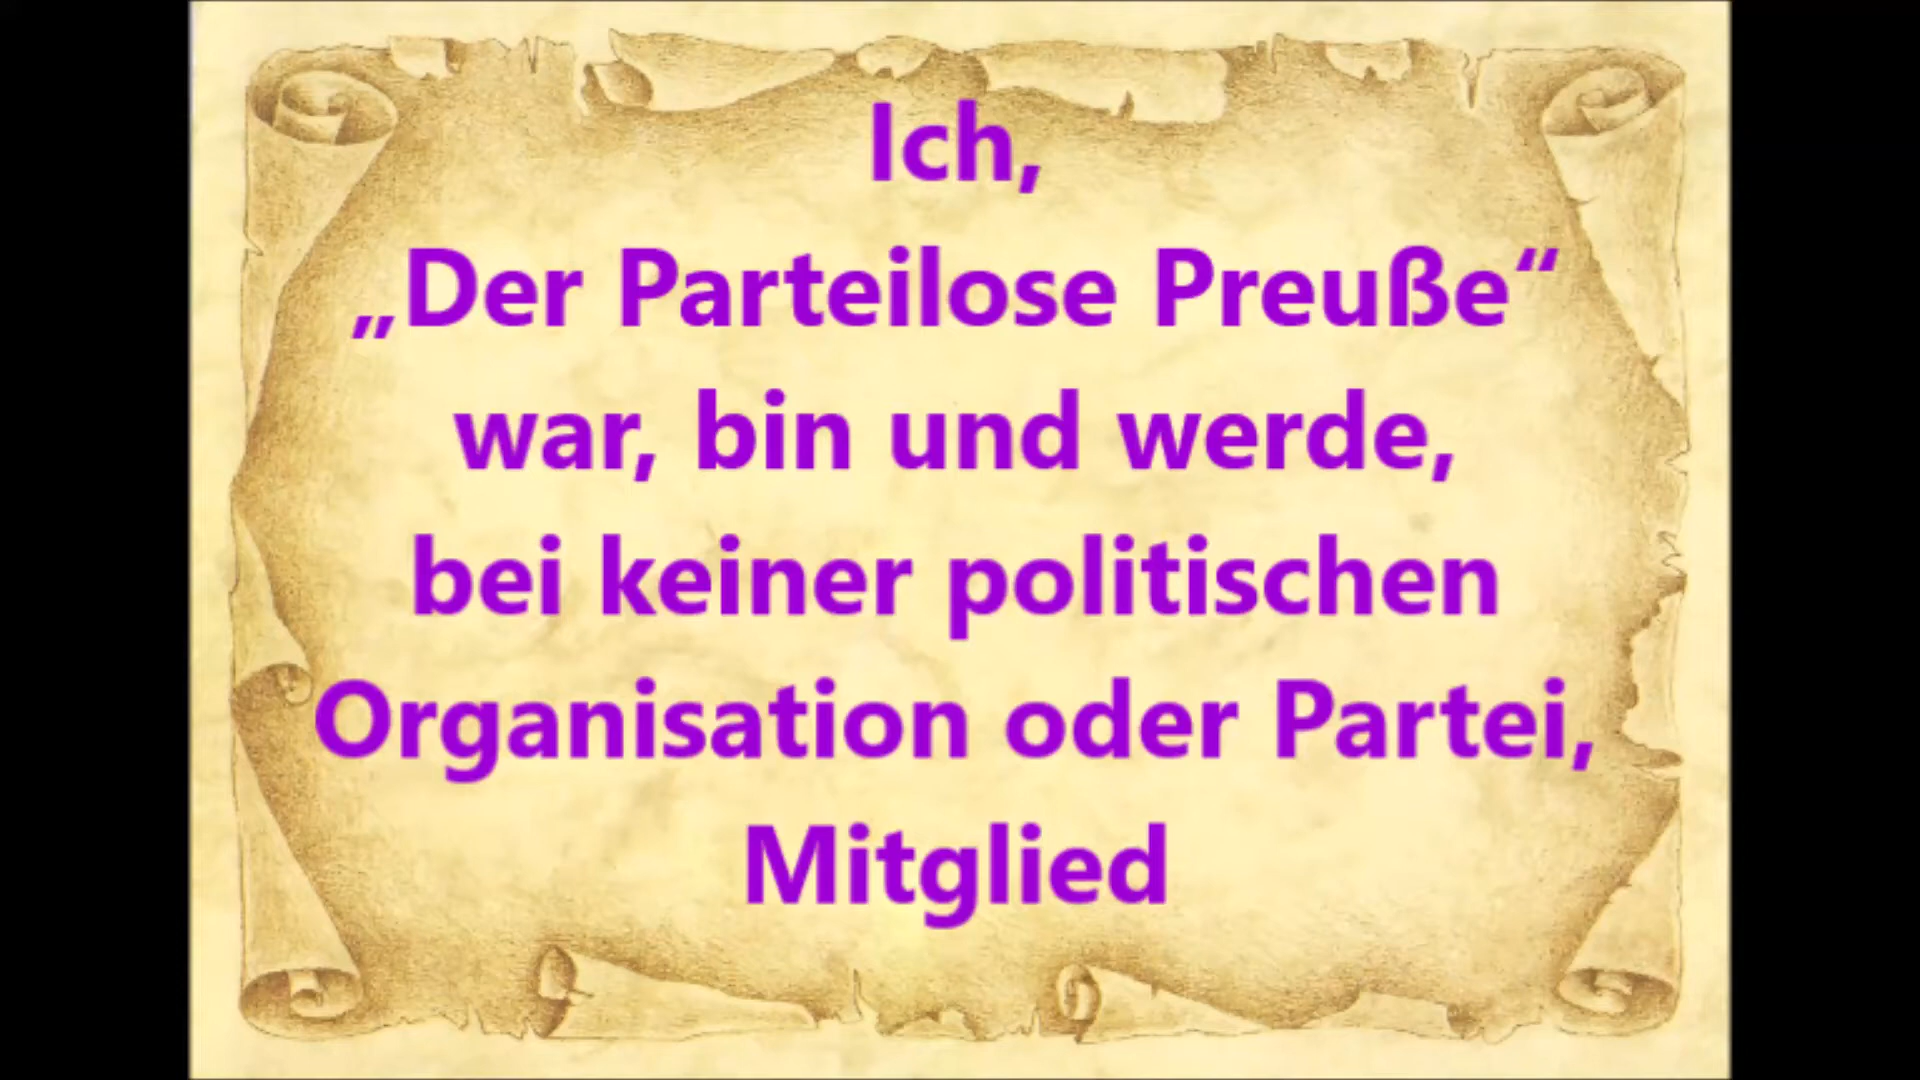 Ich,
„Der Parteilose Preuße“
war, bin und werde,
bei keiner politischen
Organisation oder Partei,
Mitglied